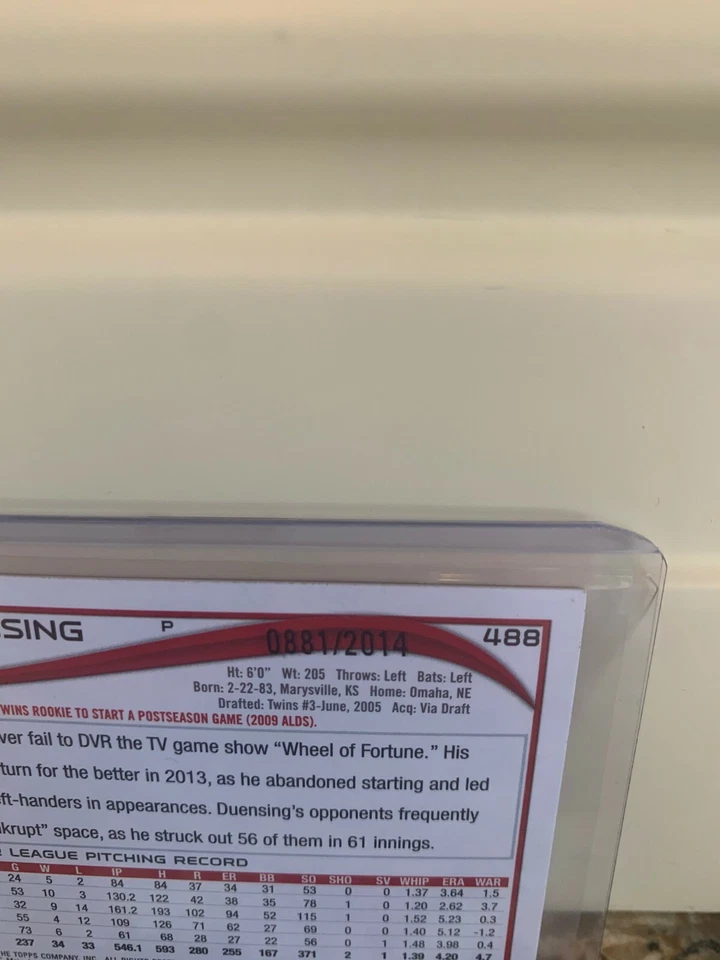 SING P 0881/2014 488
Ht: 6'0" Wt: 205 Throws: Left Bats: Left
Born: 2-22-83, Marysville, KS Home: Omaha, NE
Drafted: Twins #3-June, 2005 Acq: Via Draft
TWINS ROOKIE TO START A POSTSEASON GAME (2009 ALDS).
ver fail to DVR the TV game show “Wheel of Fortune.” His
turn for the better in 2013, as he abandoned starting and led
ft-handers in appearances. Duensing's opponents frequently
krupt” space, as he struck out 56 of them in 61 innings.
LEAGUE PITCHING RECORD
G W L IP H R ER BB SO SHO SV WHIP ERA WAR
24 5 2 84 84 37 34 31 53 0 0 1.37 3.64 1.5
53 10 3 130.2 122 42 38 35 78 1 0 1.20 2.62 3.7
32 9 14 161.2 193 102 94 52 115 1 0 1.52 5.23 0.3
55 4 12 109 126 71 62 27 69 0 0 1.40 5.12 -1.2
73 6 2 61 68 28 27 22 56 0 1 1.48 3.98 0.4
237 34 33 546.1 593 280 255 167 371 2 1 1.39 4.20 4.7
THE TOPPS COMPANY, INC. ALL RIGHTS